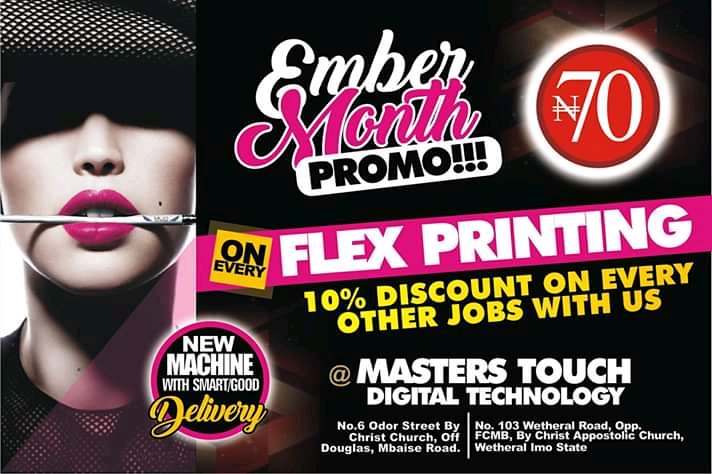 Ember
Month
PROMO!!!
₦70
ON
EVERY
FLEX PRINTING
10% DISCOUNT ON EVERY
OTHER JOBS WITH US
NEW
MACHINE
WITH SMART/GOOD
Delivery
@ MASTERS TOUCH
DIGITAL TECHNOLOGY
No.6 Odor Street By
Christ Church, Off
Douglas, Mbaise Road.
No. 103 Wetheral Road, Opp.
FCMB, By Christ Appostolic Church,
Wetheral Imo State